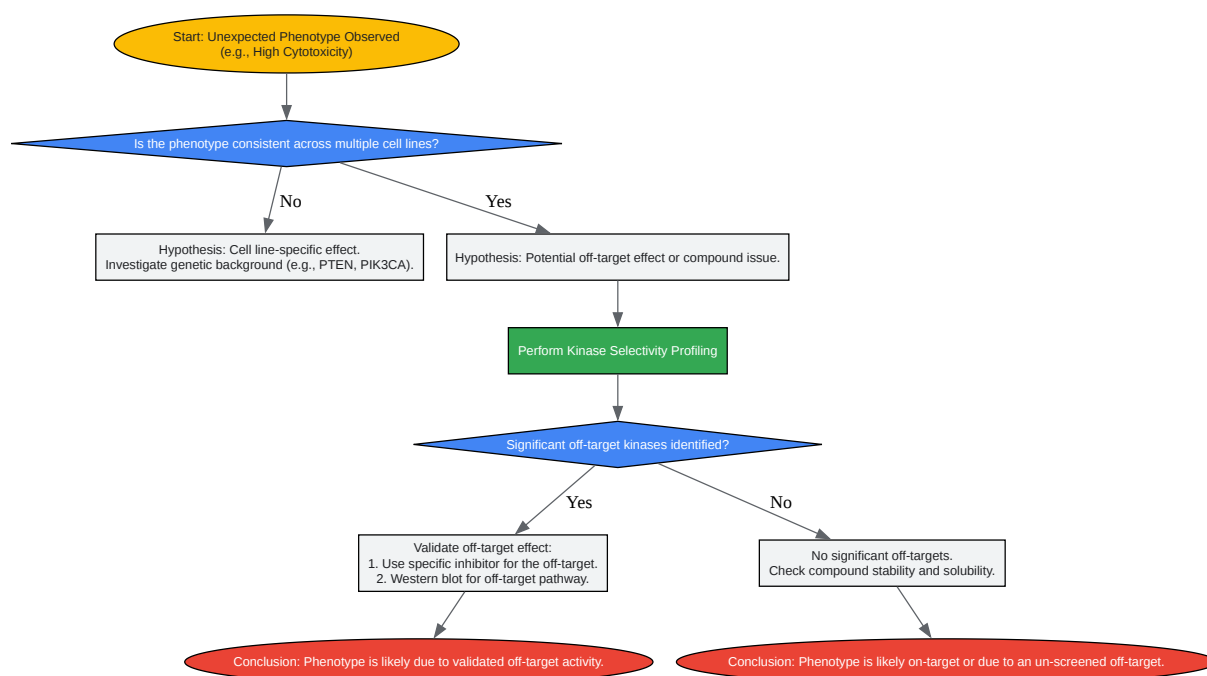 Start: Unexpected Phenotype Observed
(e.g., High Cytotoxicity)
Is the phenotype consistent across multiple cell lines?
No
Yes
Hypothesis: Cell line-specific effect.
Investigate genetic background (e.g., PTEN, PIK3CA).
Hypothesis: Potential off-target effect or compound issue.
Perform Kinase Selectivity Profiling
Significant off-target kinases identified?
Yes
No
Validate off-target effect:
1. Use specific inhibitor for the off-target.
2. Western blot for off-target pathway.
No significant off-targets.
Check compound stability and solubility.
Conclusion: Phenotype is likely due to validated off-target activity.
Conclusion: Phenotype is likely on-target or due to an un-screened off-target.